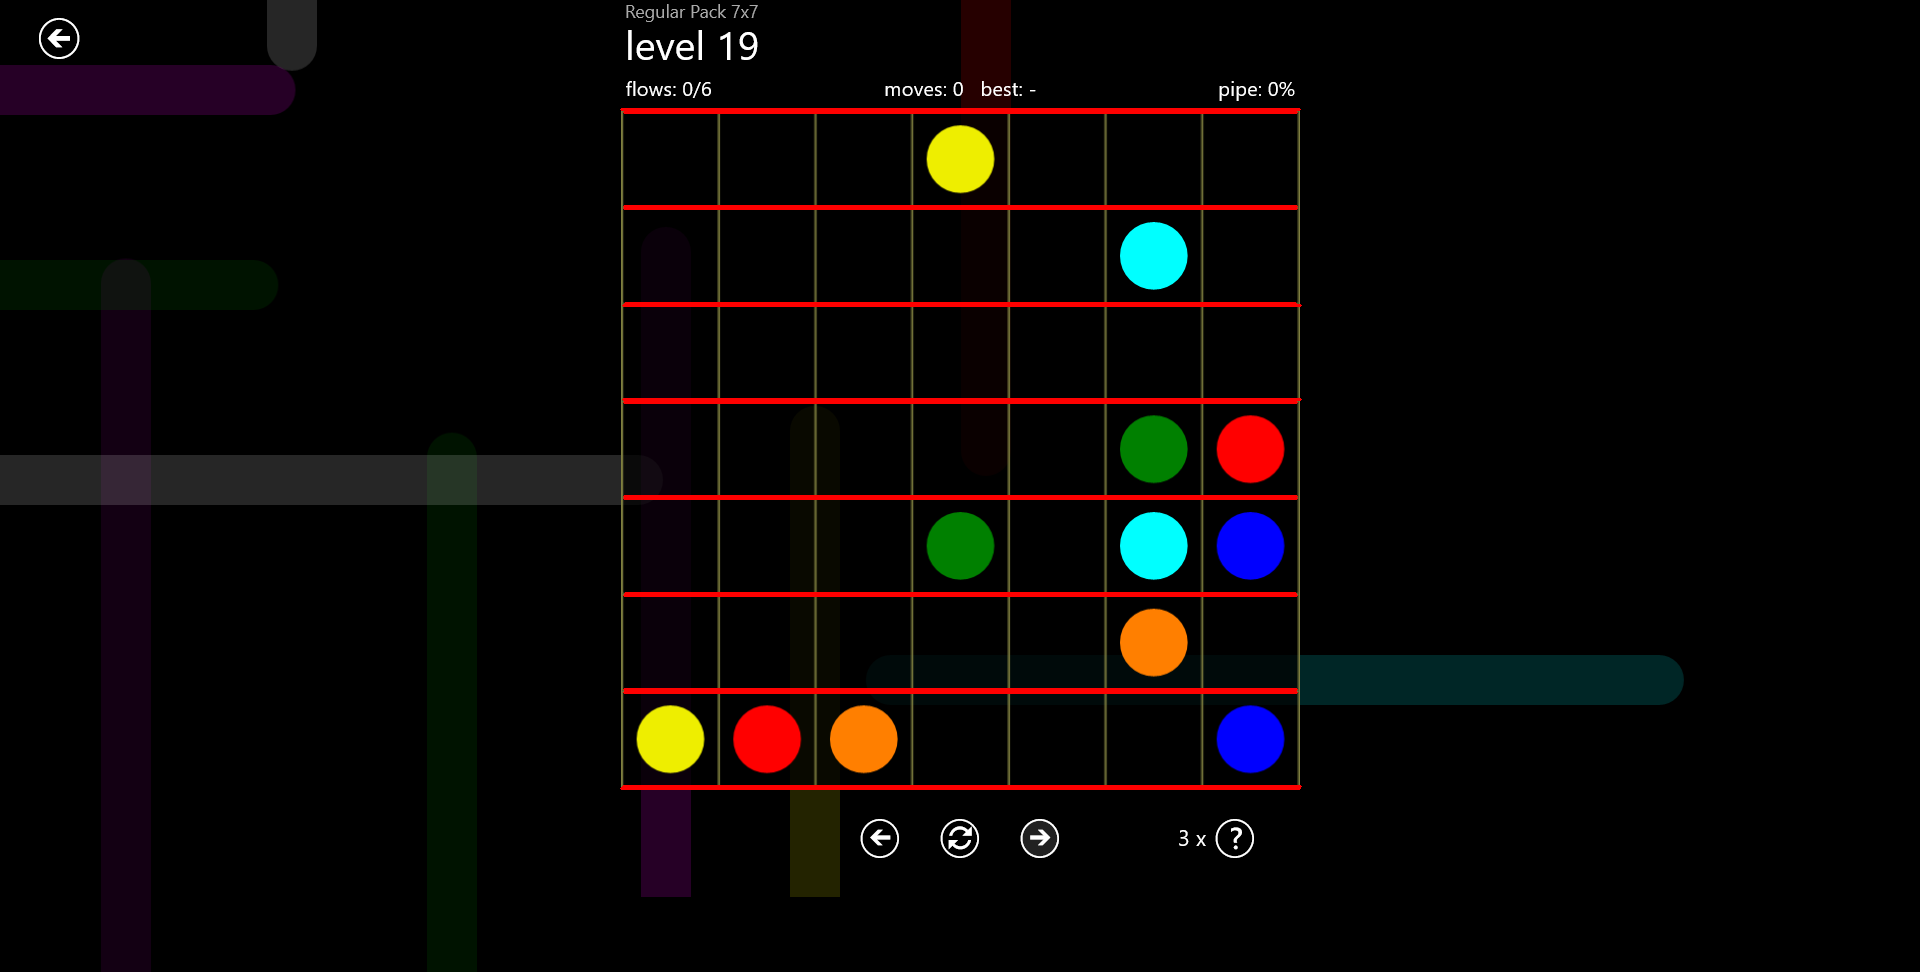 Regular Pack 7x7
level 19
flows: 0/6 moves: 0 best: - pipe: 0%
3 x ?